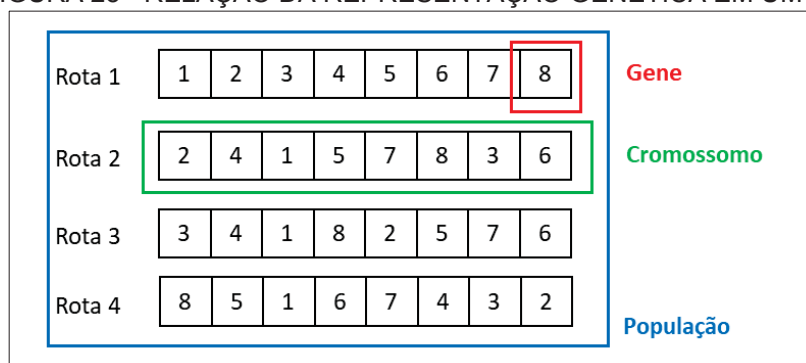 Rota 1 1 2 3 4 5 6 7 8 Gene
Rota 2 2 4 1 5 7 8 3 6 Cromossomo
Rota 3 3 4 1 8 2 5 7 6
Rota 4 8 5 1 6 7 4 3 2
População